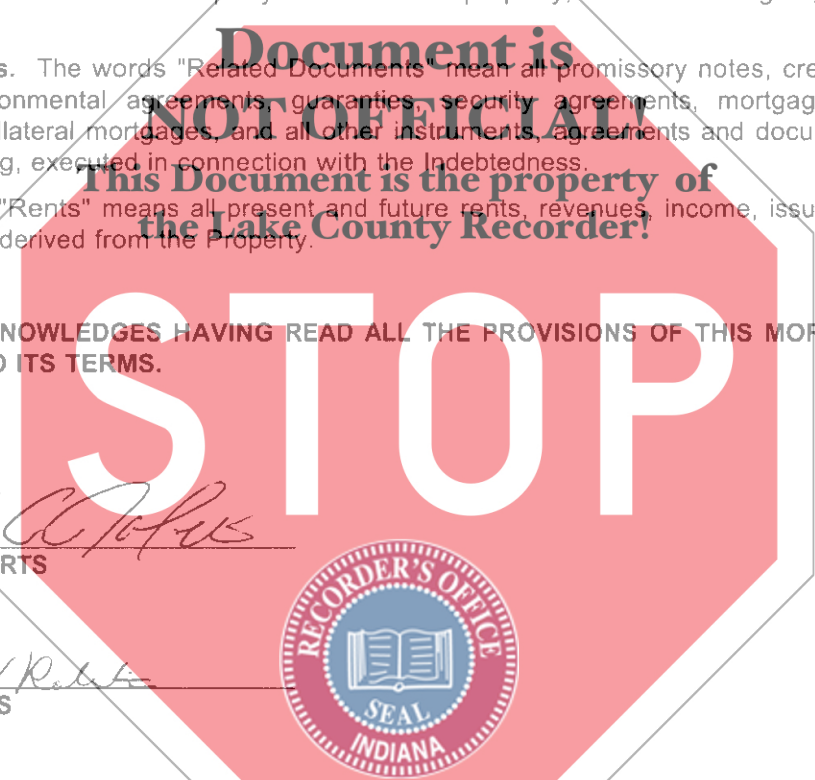 Document is
s. The words "Related Documents" mean all promissory notes, cre
onmental agreements, guaranties, security agreements, mortgag
NOT OFFICIAL!
llateral mortgages, and all other instruments, agreements and docu
g, executed in connection with the Indebtedness.
This Document is the property of
"Rents" means all present and future rents, revenues, income, issu
the Lake County Recorder!
derived from the Property.
NOWLEDGES HAVING READ ALL THE PROVISIONS OF THIS MOR
O ITS TERMS.
STOP
RTS
RECORDER'S OFFICE
SEAL
INDIANA
S